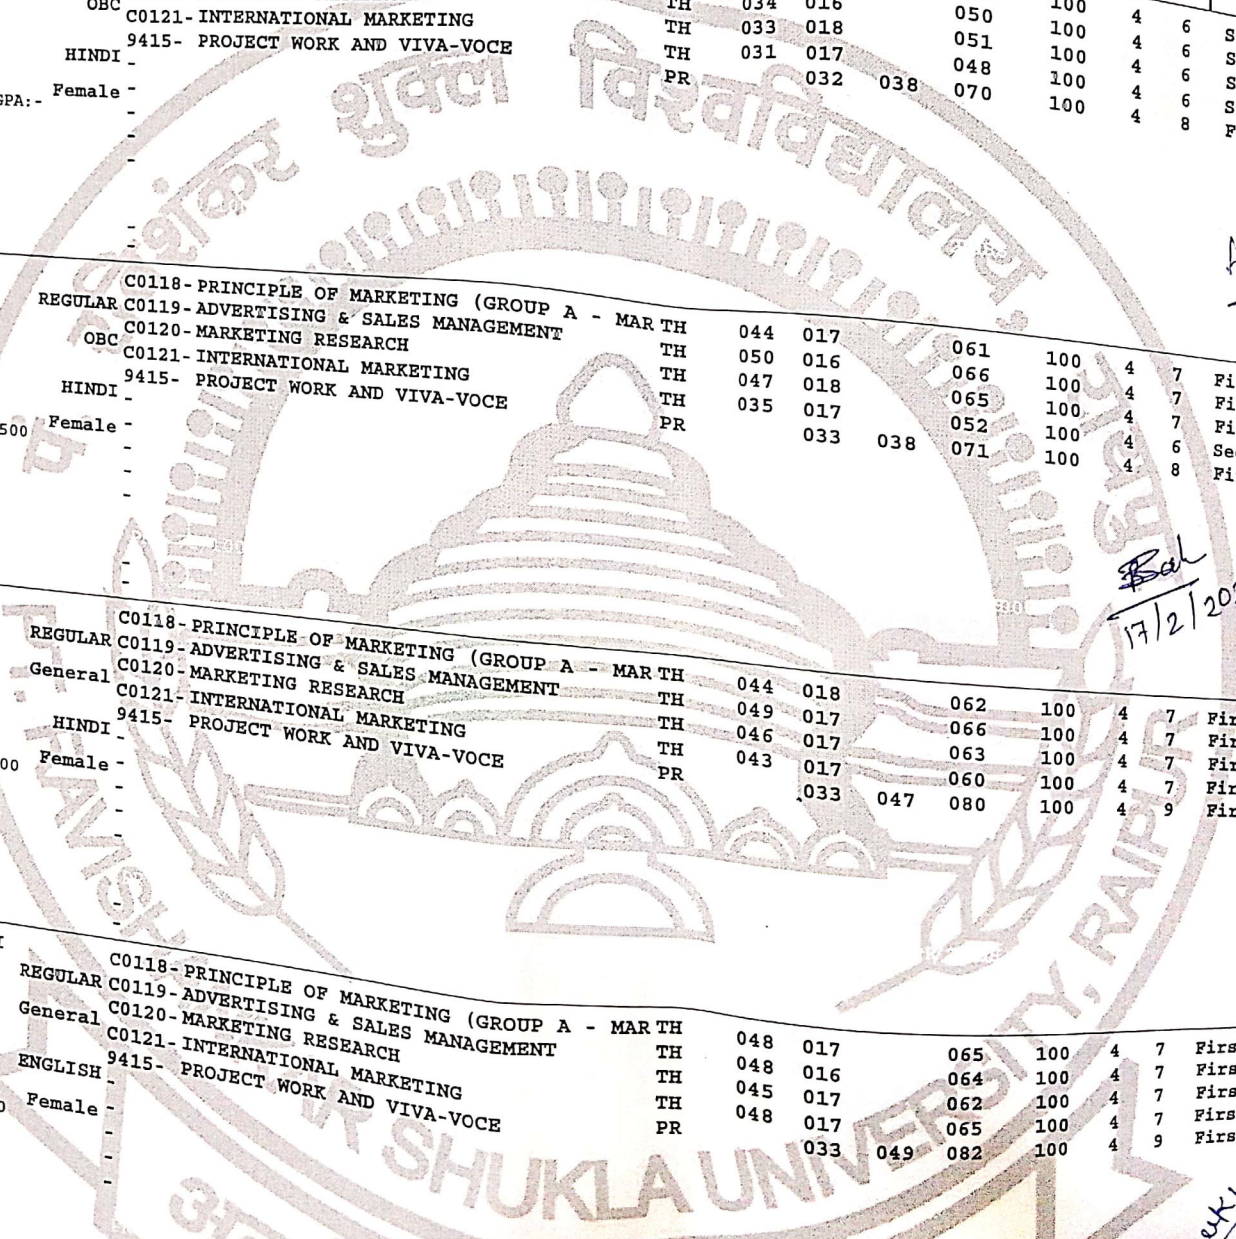 OBC
TH 034 016 050 100 4 6 S
C0121-INTERNATIONAL MARKETING TH 033 018 051 100 4 6 S
9415- PROJECT WORK AND VIVA-VOCE TH 031 017 048 100 4 6 S
HINDI - PR 032 038 070 100 4 8 F
Female -
GPA:-
शुक्ल विश्वविद्यालय,
C0118-PRINCIPLE OF MARKETING (GROUP A - MAR TH 044 017 061 100 4 7 Fi
REGULAR C0119-ADVERTISING & SALES MANAGEMENT TH 050 016 066 100 4 7 Fi
C0120-MARKETING RESEARCH TH 047 018 065 100 4 7 Fi
OBC C0121-INTERNATIONAL MARKETING TH 035 017 052 100 4 6 Se
9415- PROJECT WORK AND VIVA-VOCE PR 033 038 071 100 4 8 Fi
HINDI -
500 Female -
17/2/20
C0118-PRINCIPLE OF MARKETING (GROUP A - MAR TH 044 018 062 100 4 7 Fir
REGULAR C0119-ADVERTISING & SALES MANAGEMENT TH 049 017 066 100 4 7 Fir
General C0120-MARKETING RESEARCH TH 046 017 063 100 4 7 Fir
C0121-INTERNATIONAL MARKETING TH 043 017 060 100 4 7 Fir
9415- PROJECT WORK AND VIVA-VOCE PR 033 047 080 100 4 9 Fir
HINDI -
00 Female -
C0118-PRINCIPLE OF MARKETING (GROUP A - MAR TH 048 017 065 100 4 7 Firs
REGULAR C0119-ADVERTISING & SALES MANAGEMENT TH 048 016 064 100 4 7 Firs
General C0120-MARKETING RESEARCH TH 045 017 062 100 4 7 Firs
C0121-INTERNATIONAL MARKETING TH 048 017 065 100 4 7 Firs
9415- PROJECT WORK AND VIVA-VOCE PR 033 049 082 100 4 9 Firs
ENGLISH -
0 Female -
SHUKLA UNIVERSITY, RAIPUR